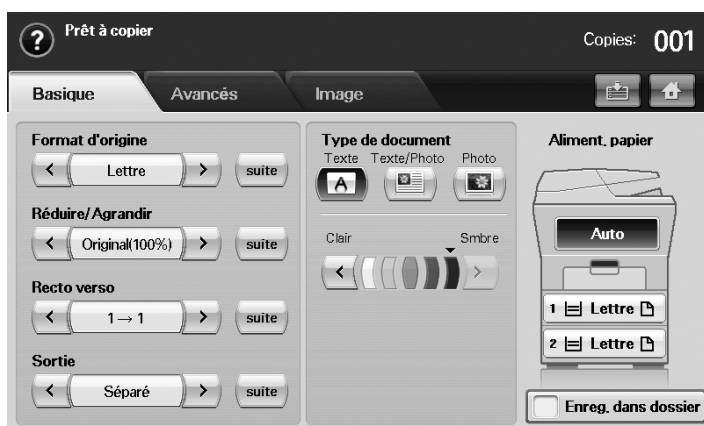 ? Prêt à copier
Copies: 001
Basique Avancés Image
Format d'origine
< Lettre > suite
Réduire/Agrandir
< Original(100%) > suite
Recto verso
< 1→1 > suite
Sortie
< Séparé > suite
Type de document
Texte Texte/Photo Photo
A
Clair Smbre
< >
Aliment. papier
Auto
1 Lettre
2 Lettre
Enreg. dans dossier